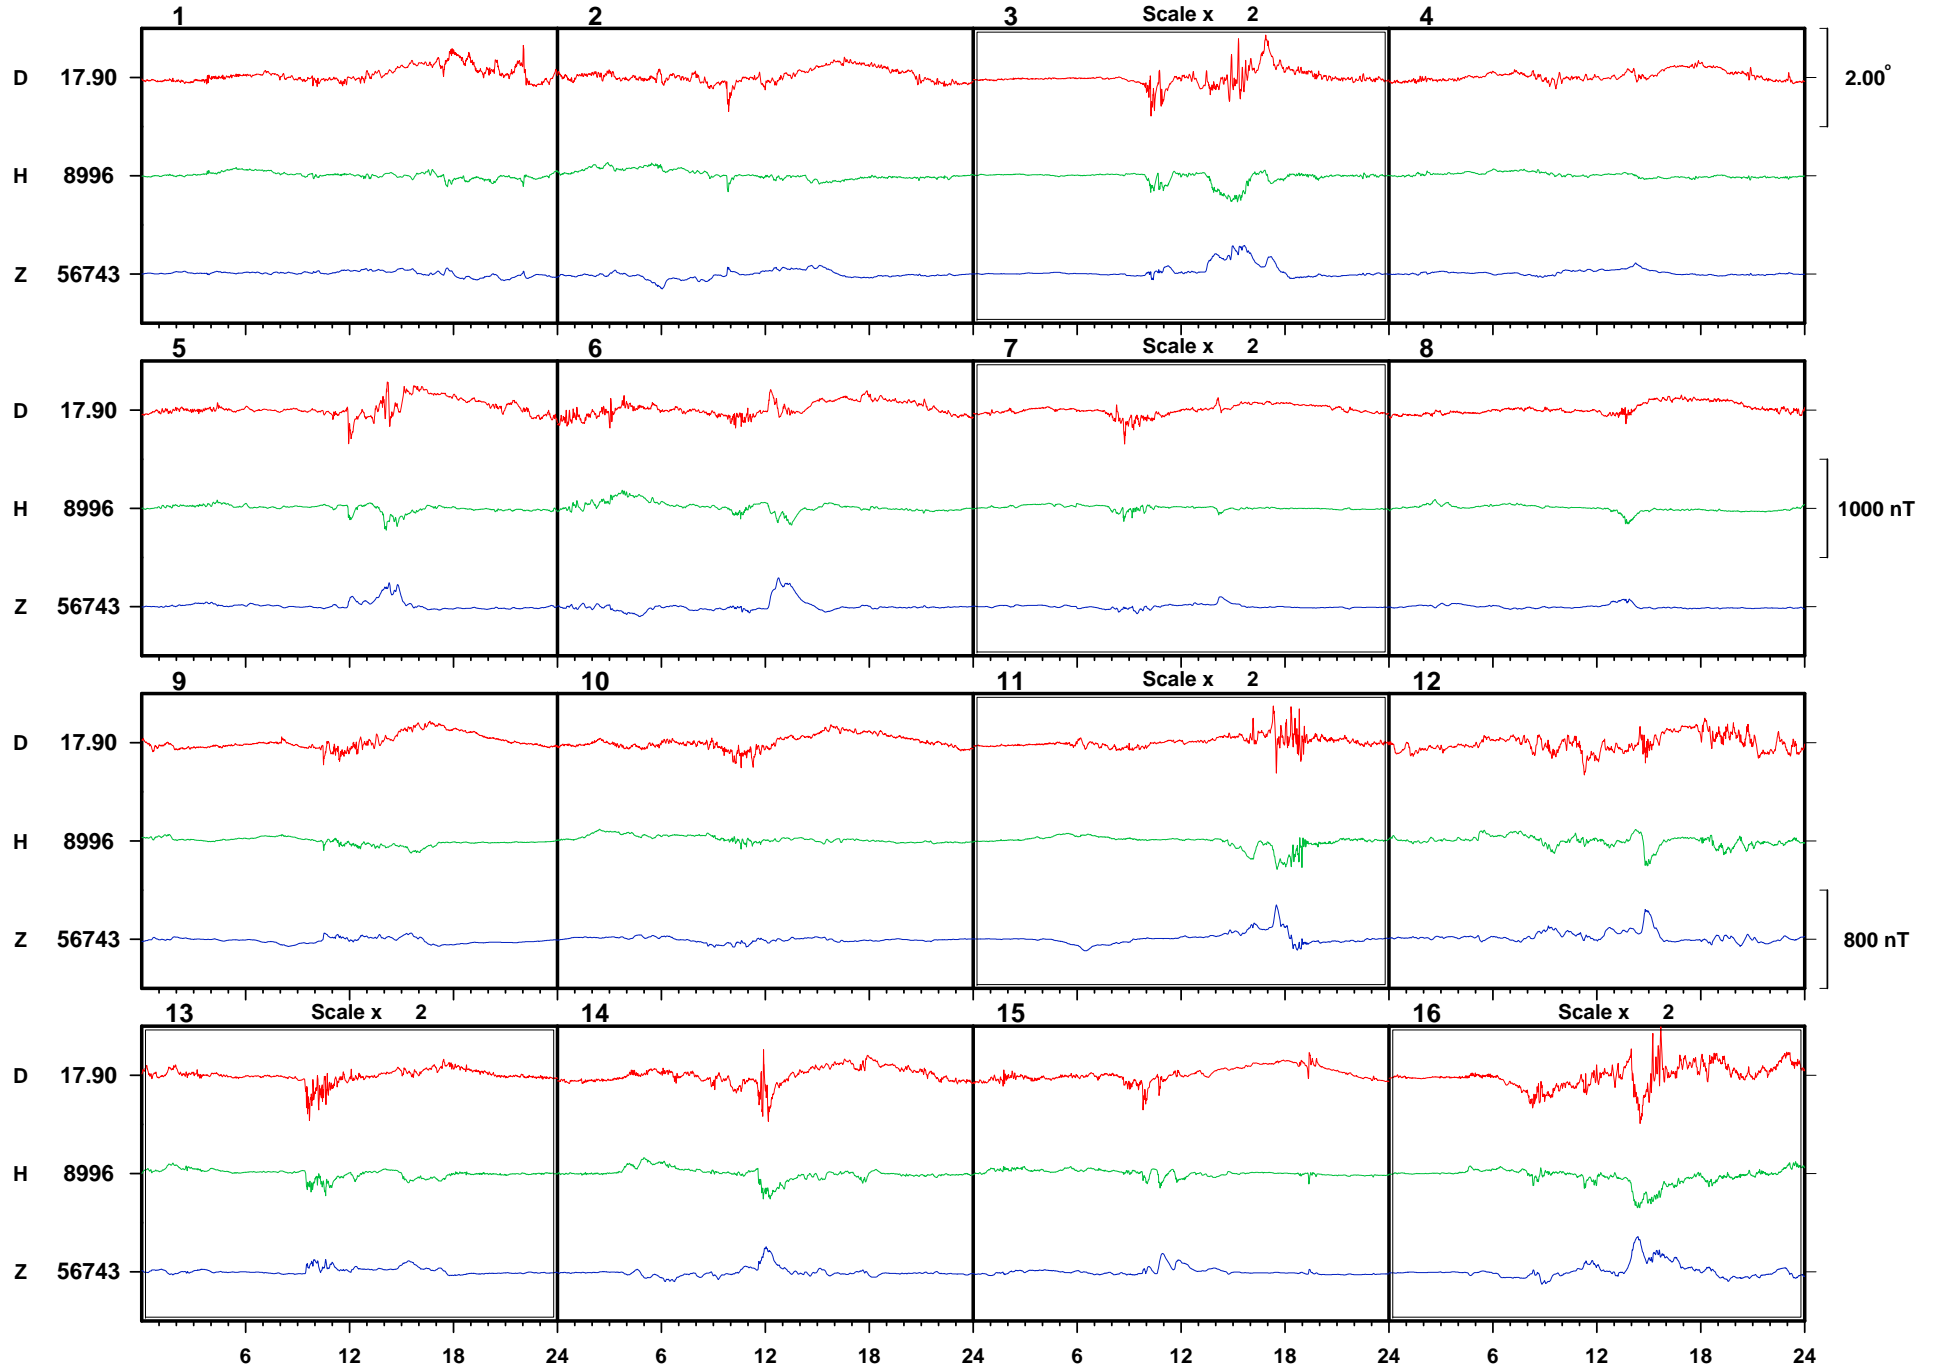 1 2 3 Scale x 2 4
D 17.90 2.00°
H 8996
Z 56743
5 6 7 Scale x 2 8
D 17.90
H 8996 1000 nT
Z 56743
9 10 11 Scale x 2 12
D 17.90
H 8996
Z 56743 800 nT
13 Scale x 2 14 15 16 Scale x 2
D 17.90
H 8996
Z 56743
6 12 18 24 6 12 18 24 6 12 18 24 6 12 18 24